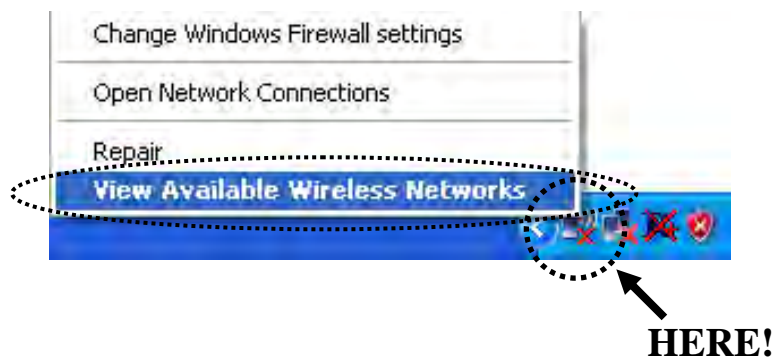 Change Windows Firewall settings
Open Network Connections
Repair
View Available Wireless Networks
HERE!